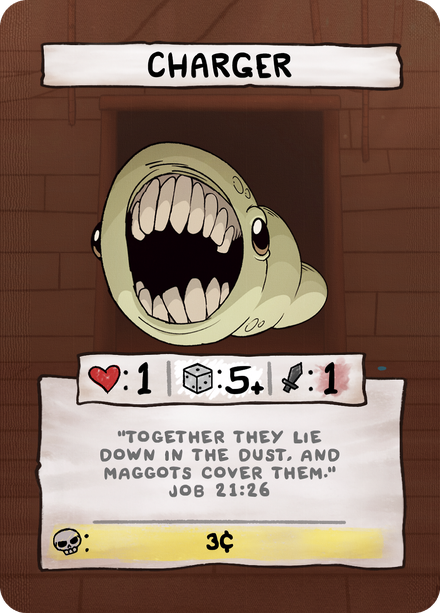 CHARGER
:1 :5+ :1
"TOGETHER THEY LIE
DOWN IN THE DUST, AND
MAGGOTS COVER THEM."
JOB 21:26
: 3¢